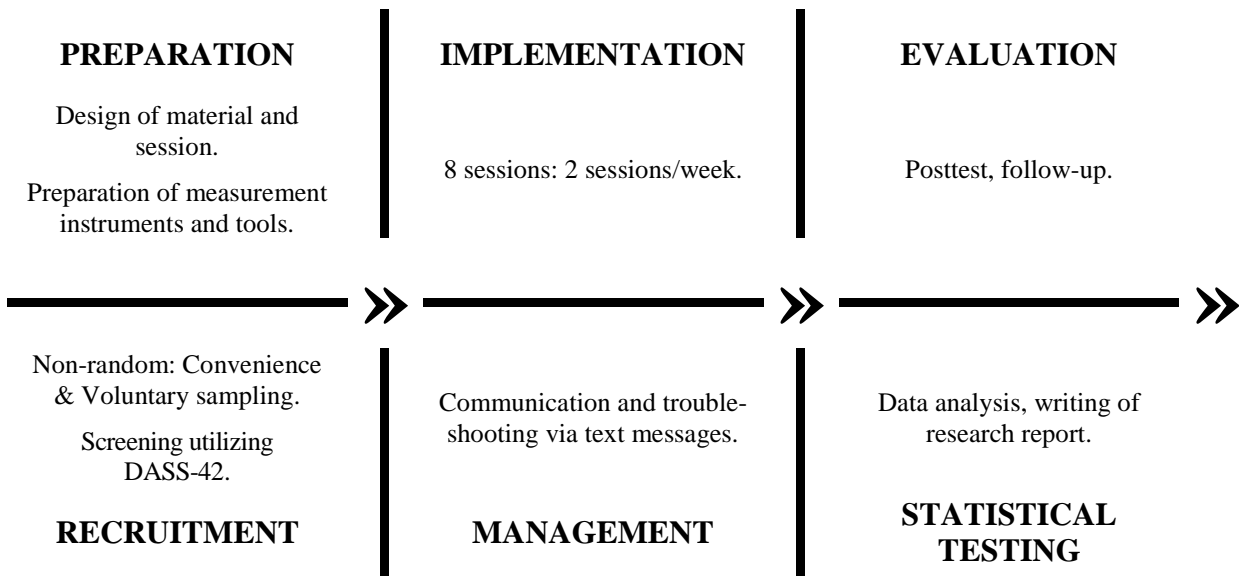 PREPARATION
Design of material and
session.
Preparation of measurement
instruments and tools.
IMPLEMENTATION
8 sessions: 2 sessions/week.
EVALUATION
Posttest, follow-up.
Non-random: Convenience
& Voluntary sampling.
Screening utilizing
DASS-42.
RECRUITMENT
Communication and trouble-
shooting via text messages.
MANAGEMENT
Data analysis, writing of
research report.
STATISTICAL
TESTING